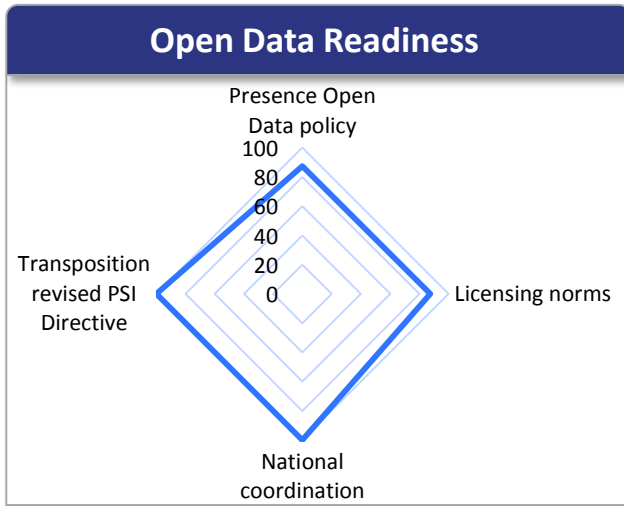 Open Data Readiness
Presence Open
Data policy
100
80
60
40
20
0
Transposition
revised PSI
Directive
Licensing norms
National
coordination